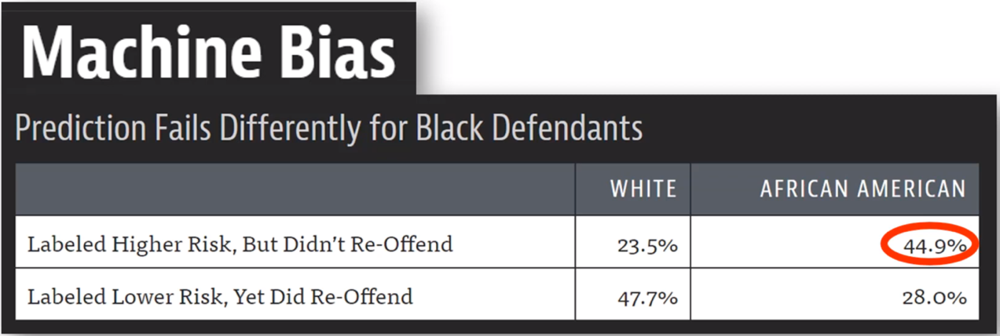 Machine Bias
Prediction Fails Differently for Black Defendants
WHITE AFRICAN AMERICAN
Labeled Higher Risk, But Didn’t Re-Offend 23.5% 44.9%
Labeled Lower Risk, Yet Did Re-Offend 47.7% 28.0%